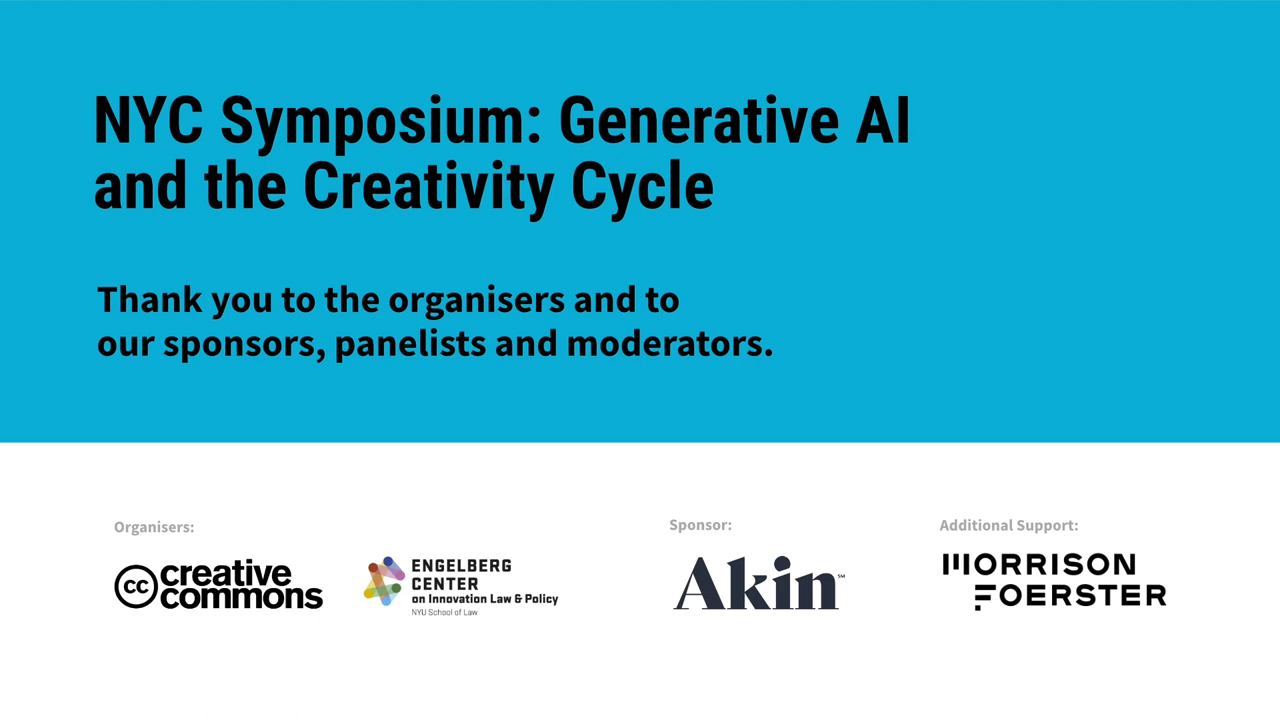 NYC Symposium: Generative AI
and the Creativity Cycle
Thank you to the organisers and to
our sponsors, panelists and moderators.
Organisers:
cc creative
commons
ENGELBERG
CENTER
on Innovation Law & Policy
NYU School of Law
Sponsor:
Akin℠
Additional Support:
MORRISON
FOERSTER